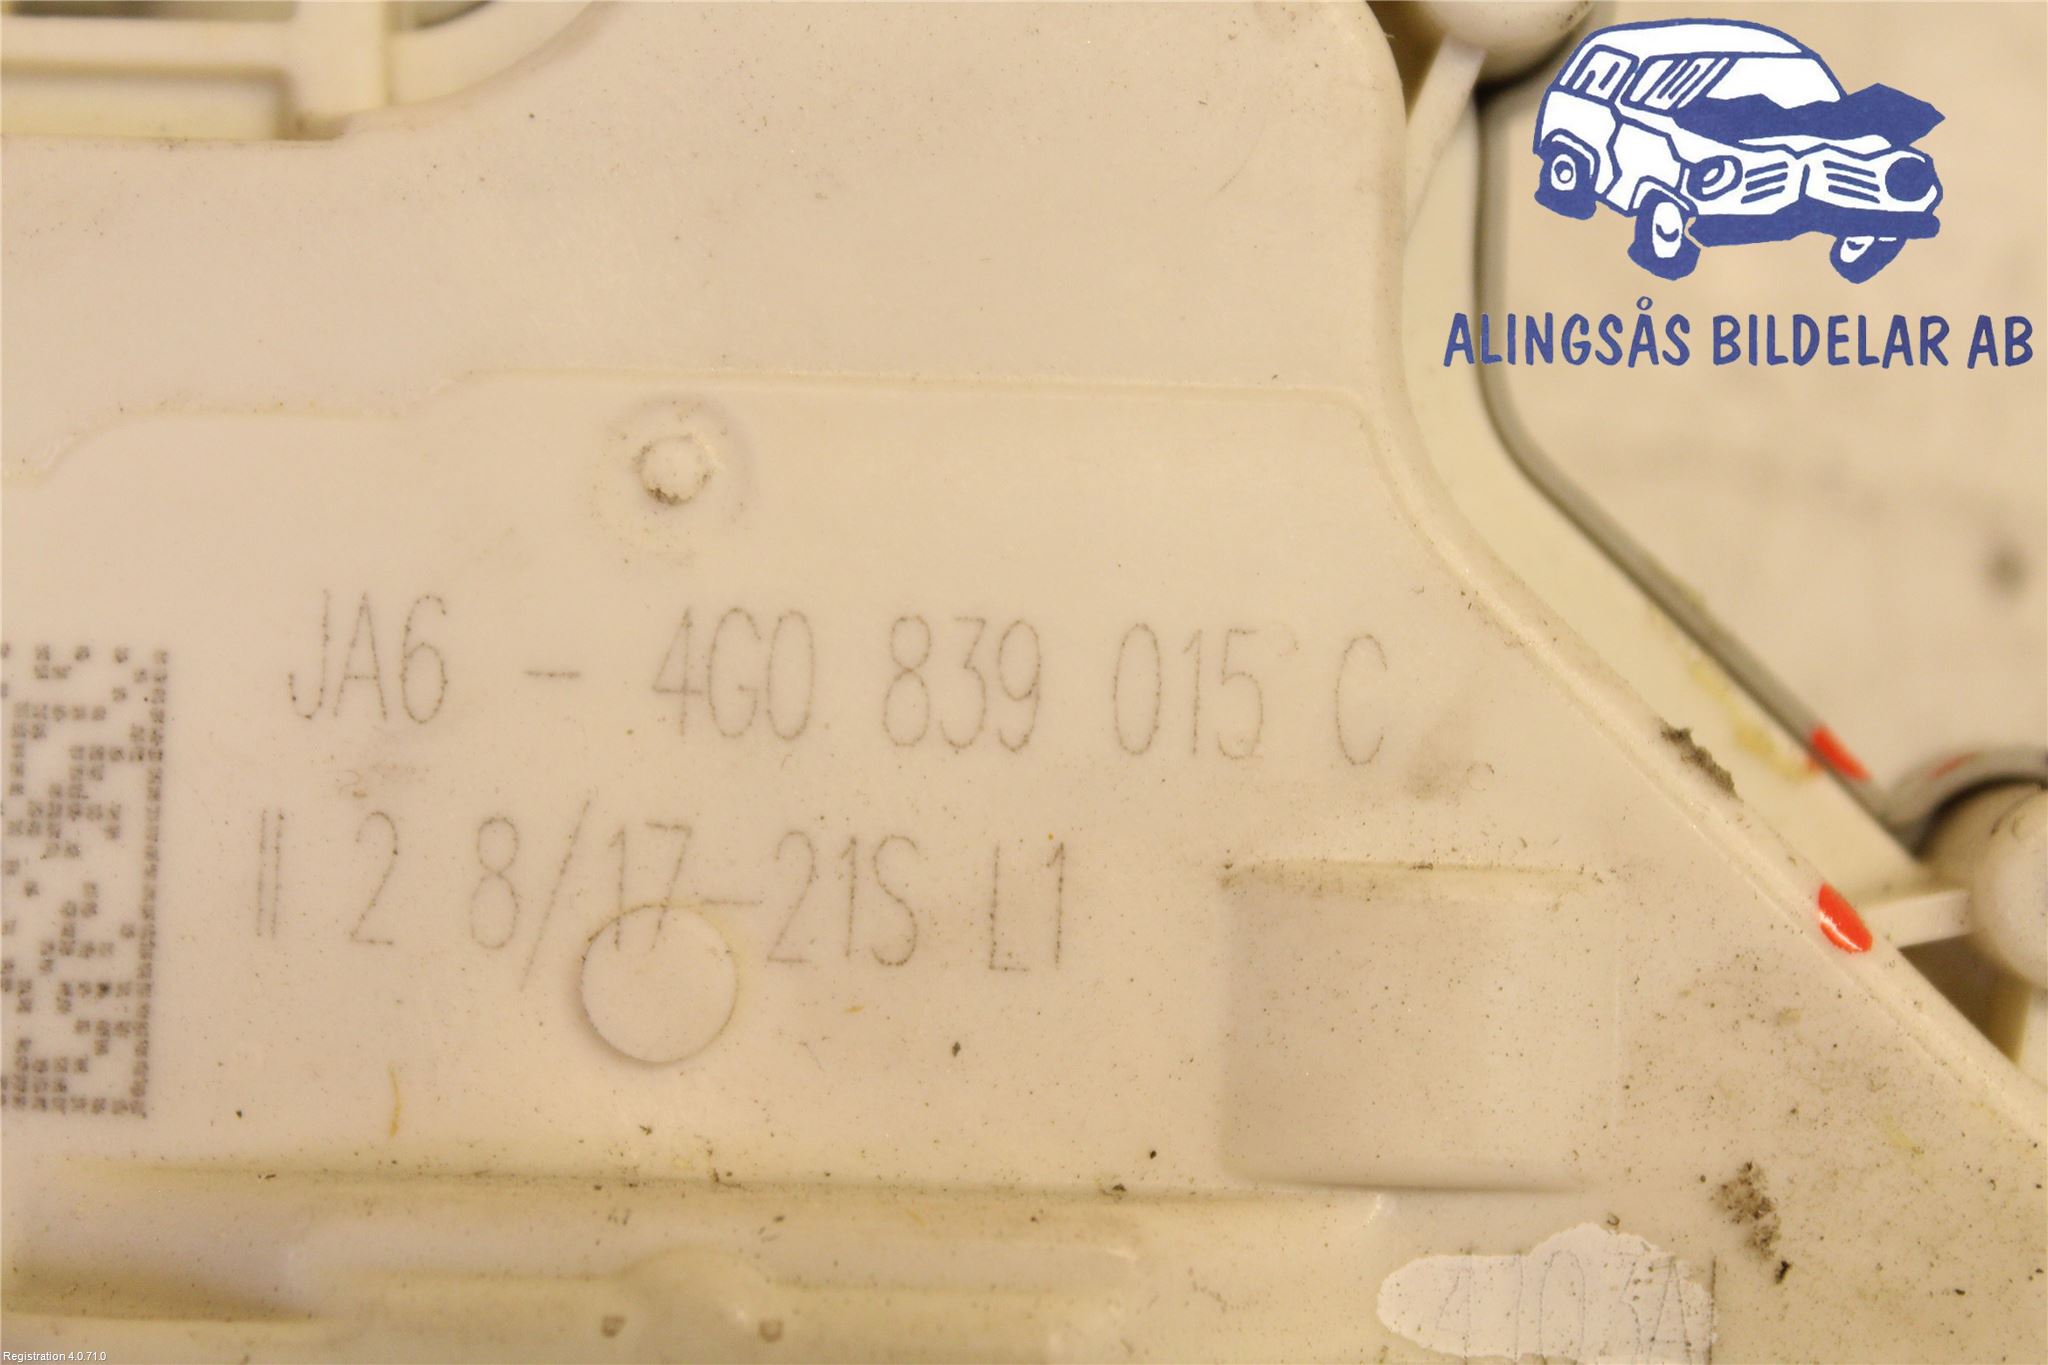 ALINGSÅS BILDELAR AB
JA6 - 4G0 839 015 C
II 2 8/17-21S L1
Registration 4.0.71.0